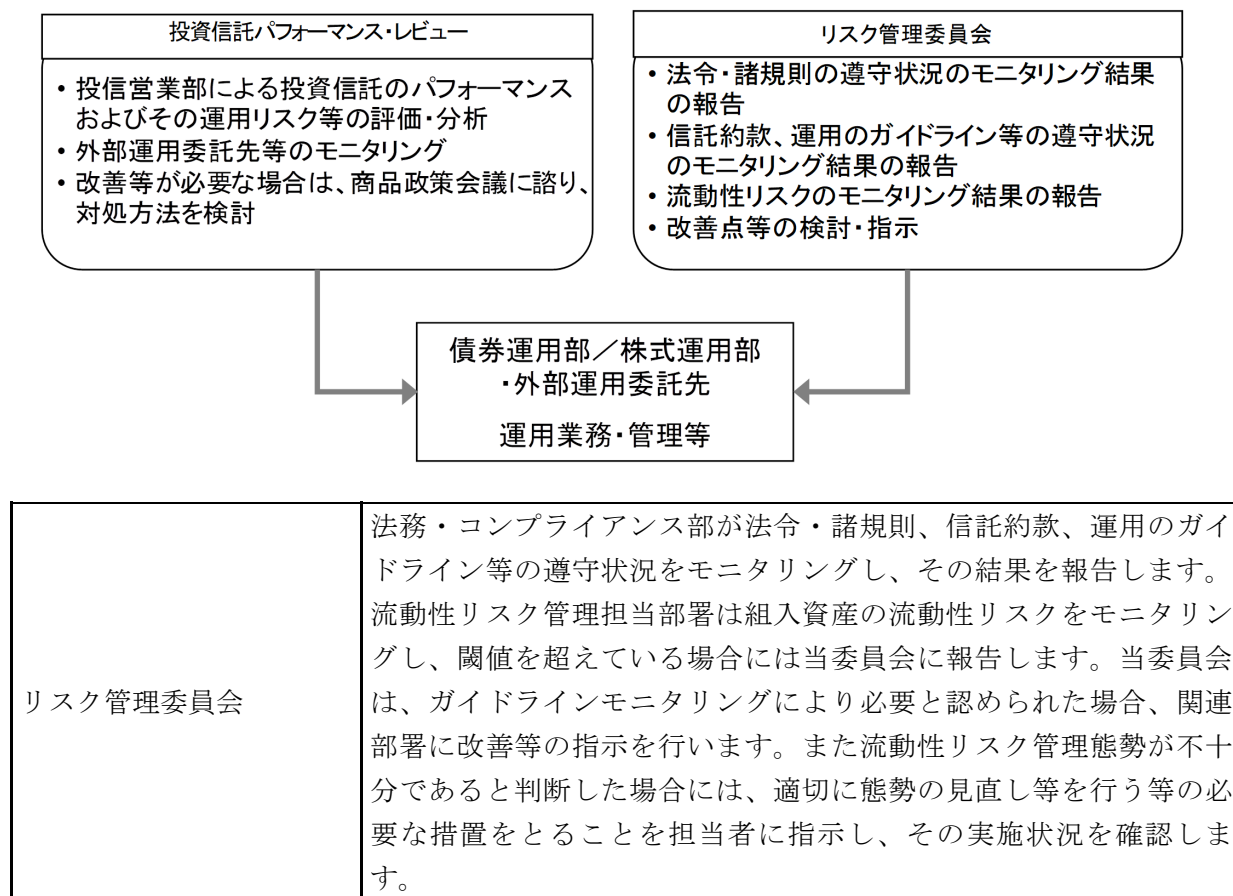 投資信託パフォーマンス・レビュー
・投信営業部による投資信託のパフォーマンス
およびその運用リスク等の評価・分析
・外部運用委託先等のモニタリング
・改善等が必要な場合は、商品政策会議に諮り、
対処方法を検討
リスク管理委員会
・法令・諸規則の遵守状況のモニタリング結果
の報告
・信託約款、運用のガイドライン等の遵守状況
のモニタリング結果の報告
・流動性リスクのモニタリング結果の報告
・改善点等の検討・指示
債券運用部／株式運用部
・外部運用委託先
運用業務・管理等
リスク管理委員会
法務・コンプライアンス部が法令・諸規則、信託約款、運用のガイ
ドライン等の遵守状況をモニタリングし、その結果を報告します。
流動性リスク管理担当部署は組入資産の流動性リスクをモニタリン
グし、閾値を超えている場合には当委員会に報告します。当委員会
は、ガイドラインモニタリングにより必要と認められた場合、関連
部署に改善等の指示を行います。また流動性リスク管理態勢が不十
分であると判断した場合には、適切に態勢の見直し等を行う等の必
要な措置をとることを担当者に指示し、その実施状況を確認しま
す。